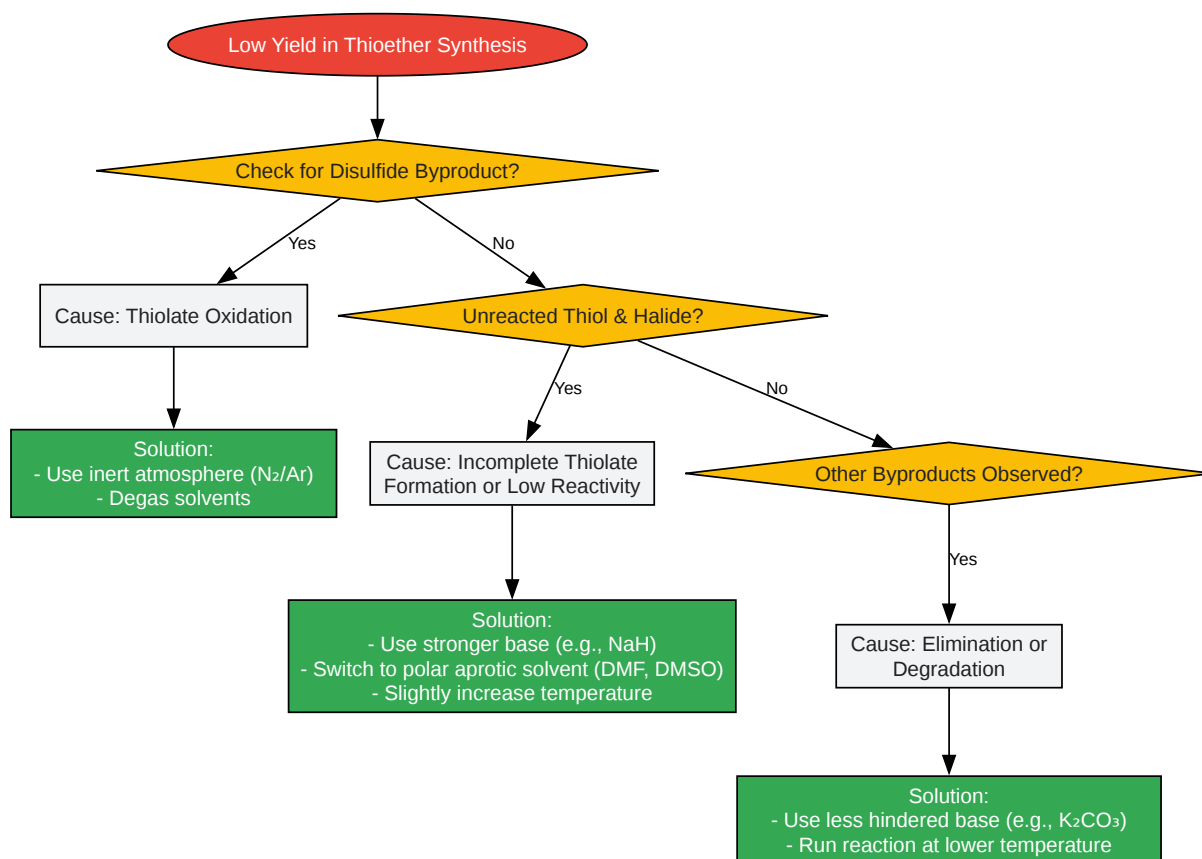 Low Yield in Thioether Synthesis
Check for Disulfide Byproduct?
Yes
No
Cause: Thiolate Oxidation
Unreacted Thiol & Halide?
Solution:
- Use inert atmosphere (N₂/Ar)
- Degas solvents
Yes
No
Cause: Incomplete Thiolate
Formation or Low Reactivity
Other Byproducts Observed?
Yes
Solution:
- Use stronger base (e.g., NaH)
- Switch to polar aprotic solvent (DMF, DMSO)
- Slightly increase temperature
Cause: Elimination or
Degradation
Solution:
- Use less hindered base (e.g., K₂CO₃)
- Run reaction at lower temperature